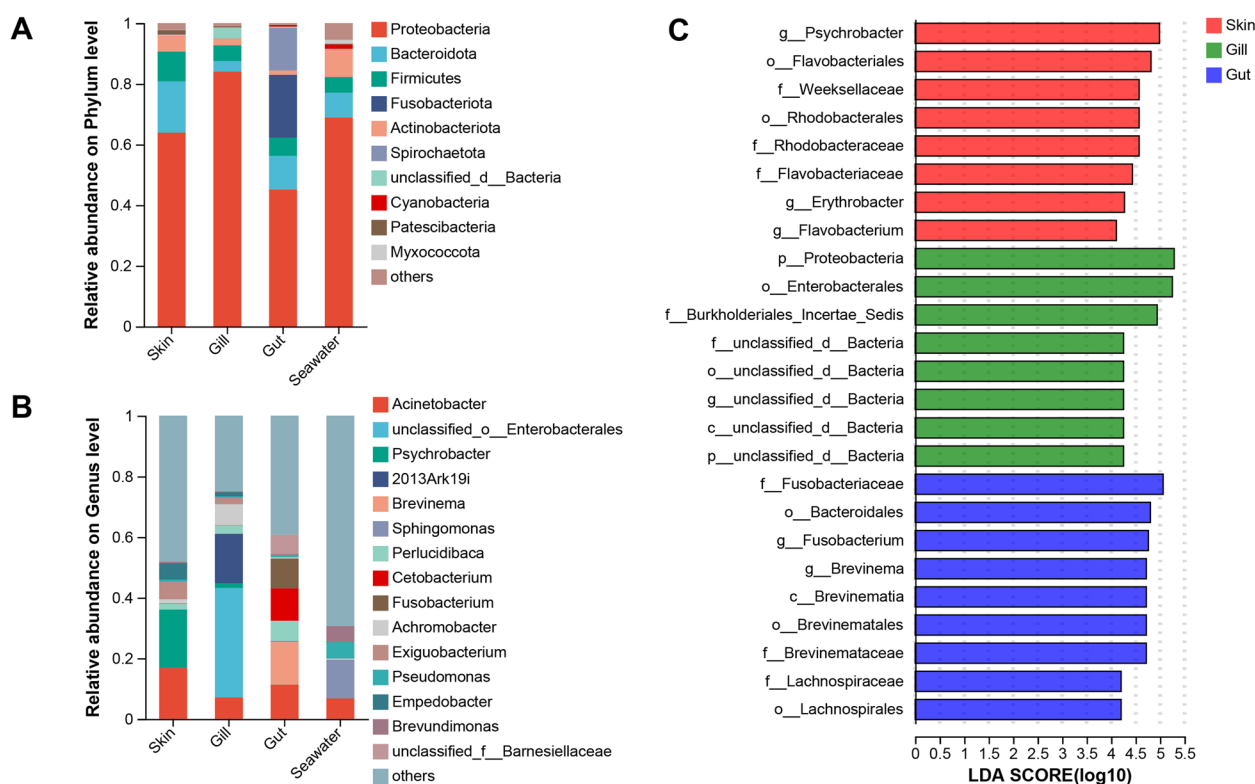 A
Relative abundance on Phylum level
1
0.8
0.6
0.4
0.2
0
Skin
Gill
Gut
Seawater
Proteobacteria
Bacteroidota
Firmicutes
Fusobacteriota
Actinobacteriota
Spirochaetota
unclassified_d__Bacteria
Cyanobacteria
Patescibacteria
Myxococcota
others
B
Relative abundance on Genus level
1
0.8
0.6
0.4
0.2
0
Skin
Gill
Gut
Seawater
Acinetobacter
unclassified_o__Enterobacterales
Psychrobacter
2013Ark19i
Brevinema
Sphingomonas
Perlucidibaca
Cetobacterium
Fusobacterium
Achromobacter
Exiguobacterium
Pseudomonas
Empedobacter
Brevundimonas
unclassified_f__Barnesiellaceae
others
C
g__Psychrobacter
o__Flavobacteriales
f__Weeksellaceae
o__Rhodobacterales
f__Rhodobacteraceae
f__Flavobacteriaceae
g__Erythrobacter
g__Flavobacterium
p__Proteobacteria
o__Enterobacterales
f__Burkholderiales_Incertae_Sedis
f__unclassified_d__Bacteria
o__unclassified_d__Bacteria
g__unclassified_d__Bacteria
c__unclassified_d__Bacteria
p__unclassified_d__Bacteria
f__Fusobacteriaceae
o__Bacteroidales
g__Fusobacterium
g__Brevinema
c__Brevinematia
o__Brevinematales
f__Brevinemataceae
f__Lachnospiraceae
o__Lachnospirales
0 0.5 1 1.5 2 2.5 3 3.5 4 4.5 5 5.5
LDA SCORE(log10)
Skin
Gill
Gut